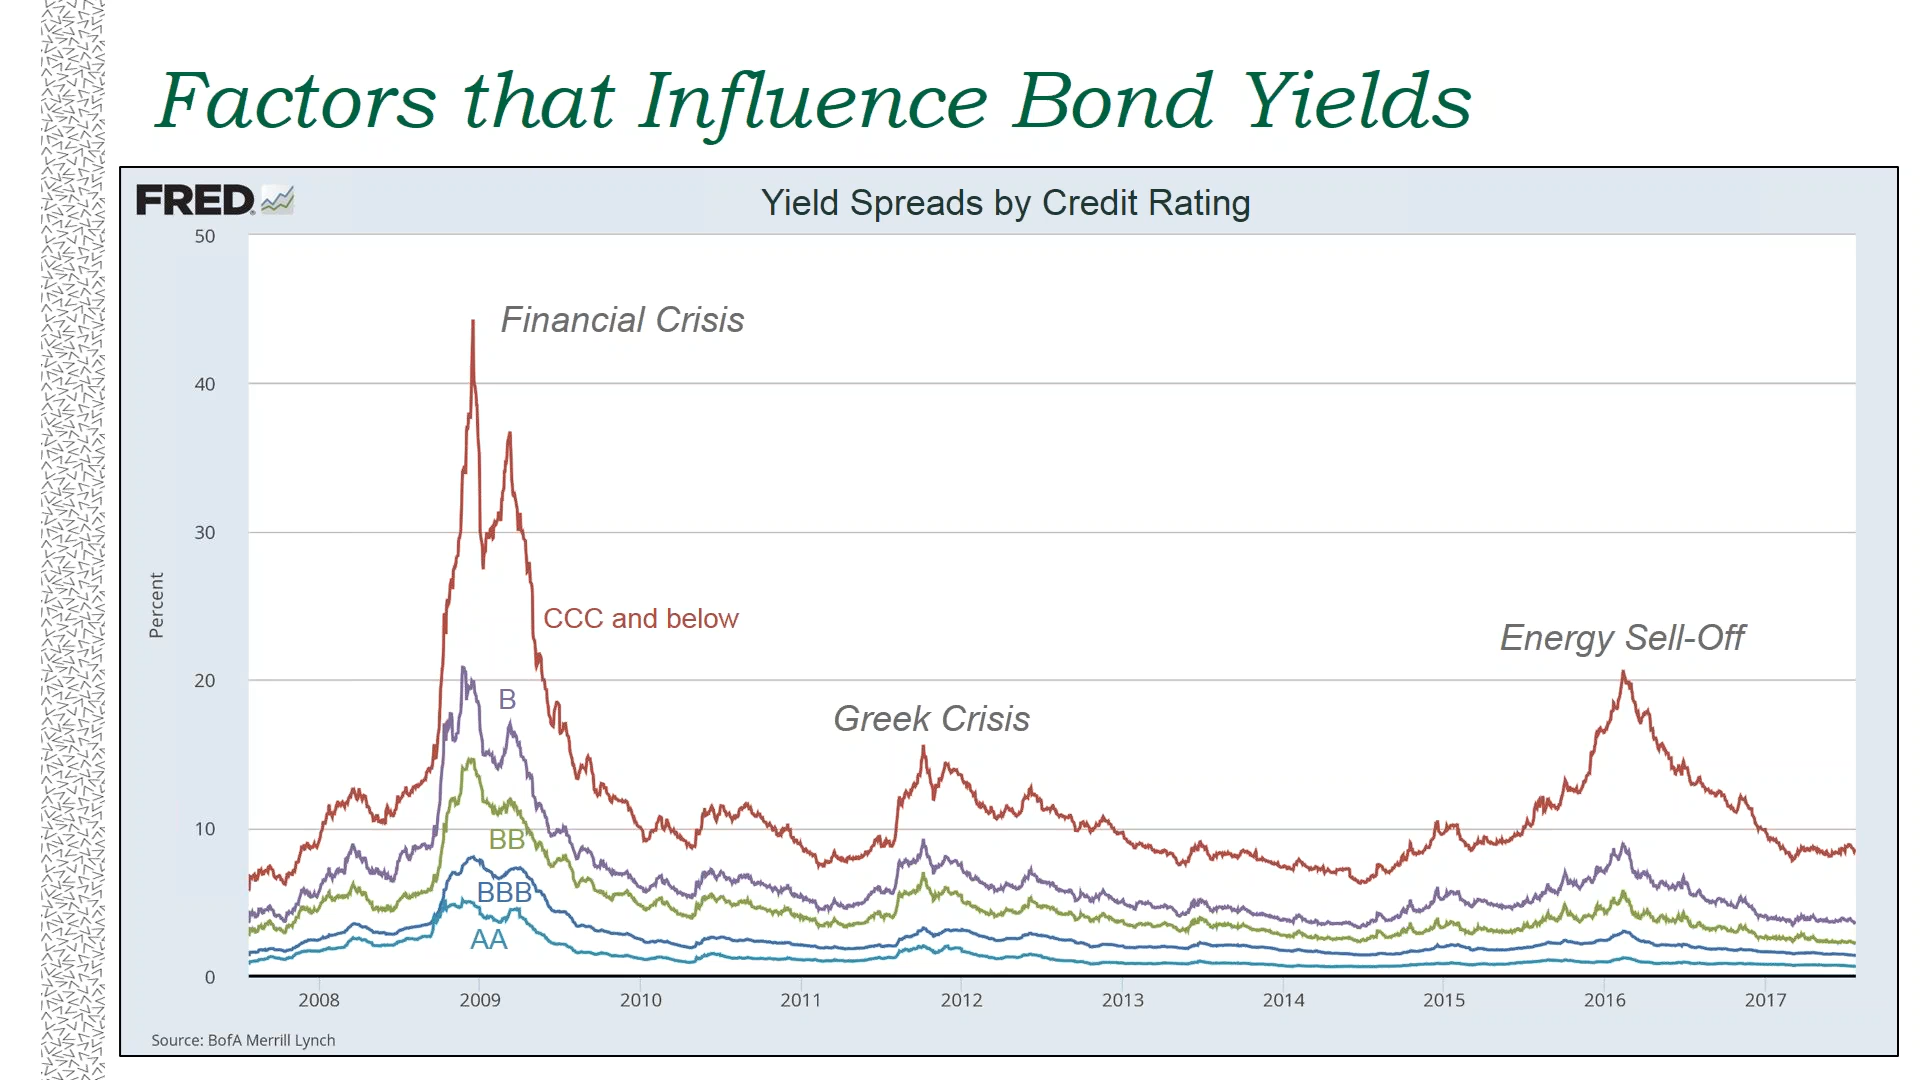 Factors that Influence Bond Yields
FRED
Yield Spreads by Credit Rating
50
40
30
20
10
0
Percent
Financial Crisis
CCC and below
B
BB
BBB
AA
Greek Crisis
Energy Sell-Off
2008 2009 2010 2011 2012 2013 2014 2015 2016 2017
Source: BofA Merrill Lynch